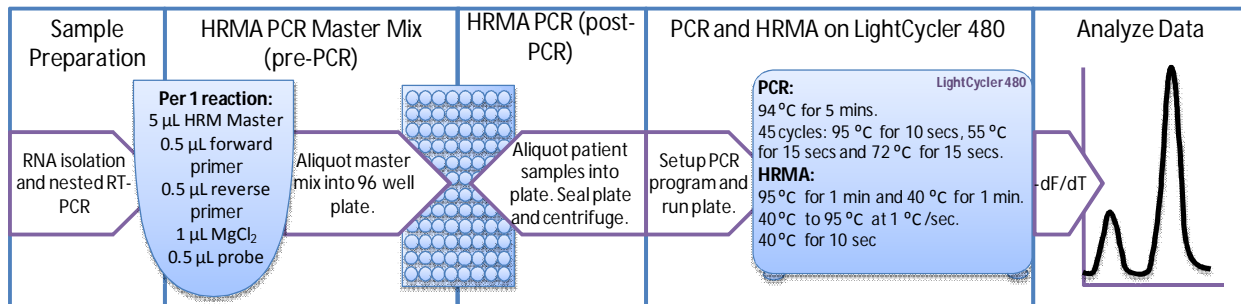 Sample
Preparation
HRMA PCR Master Mix
(pre-PCR)
HRMA PCR (post-
PCR)
PCR and HRMA on LightCycler 480
Analyze Data
RNA isolation
and nested RT-
PCR
Per 1 reaction:
5 µL HRM Master
0.5 µL forward
primer
0.5 µL reverse
primer
1 µL MgCl₂
0.5 µL probe
Aliquot master
mix into 96 well
plate.
Aliquot patient
samples into
plate. Seal plate
and centrifuge.
Setup PCR
program and
run plate.
LightCycler 480
PCR:
94 ºC for 5 mins.
45 cycles: 95 ºC for 10 secs, 55 ºC
for 15 secs and 72 ºC for 15 secs.
HRMA:
95 ºC for 1 min and 40 ºC for 1 min.
40 ºC to 95 ºC at 1 ºC/sec.
40 ºC for 10 sec
-dF/dT